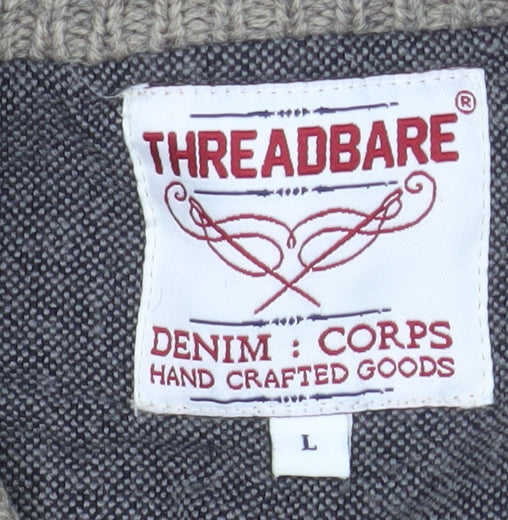 THREADBARE®
DENIM : CORPS
HAND CRAFTED GOODS
L